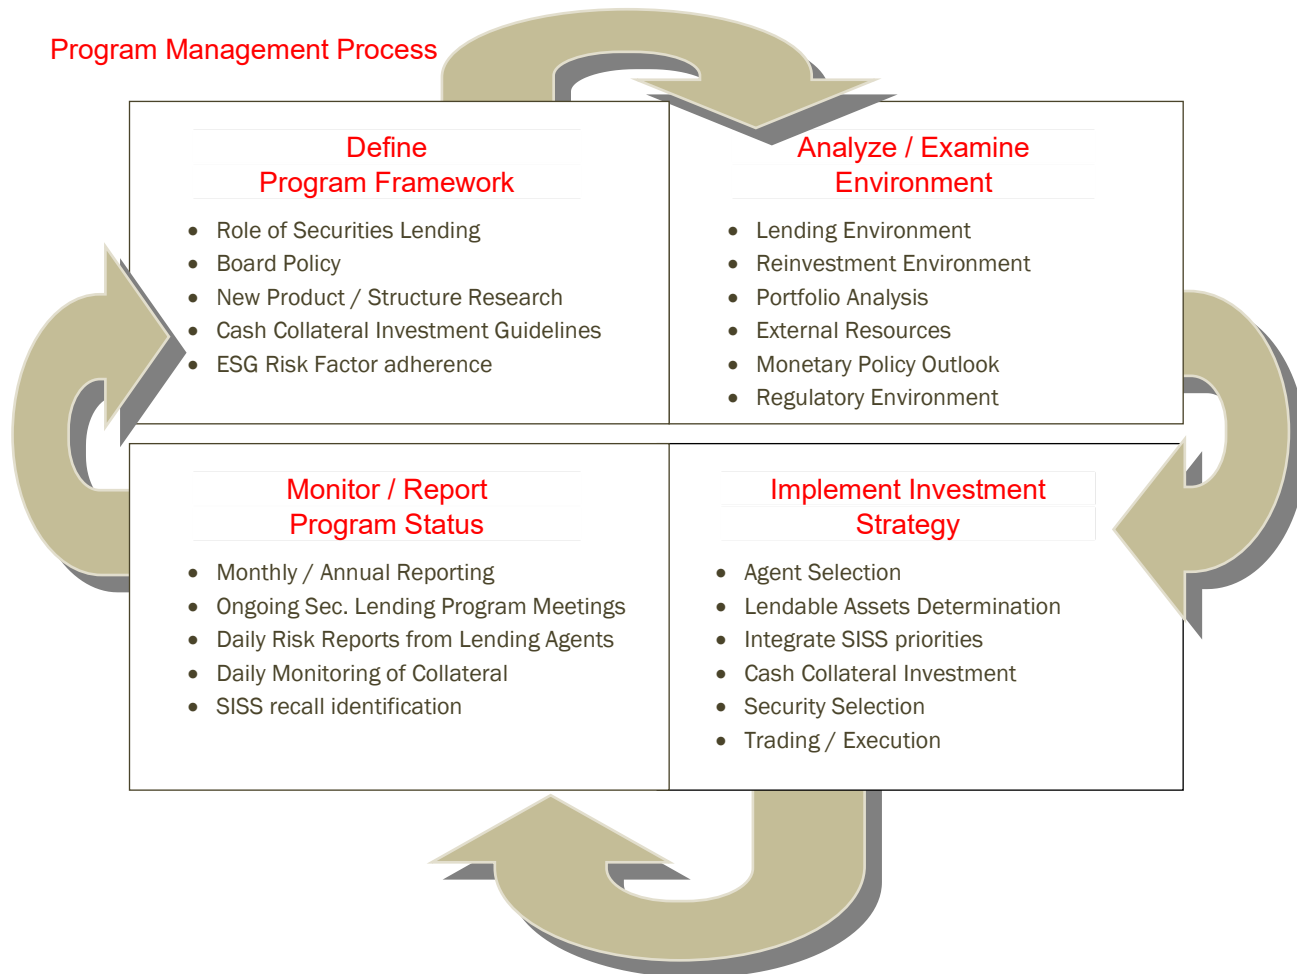 Program Management Process
Define
Program Framework
• Role of Securities Lending
• Board Policy
• New Product / Structure Research
• Cash Collateral Investment Guidelines
• ESG Risk Factor adherence
Analyze / Examine
Environment
• Lending Environment
• Reinvestment Environment
• Portfolio Analysis
• External Resources
• Monetary Policy Outlook
• Regulatory Environment
Monitor / Report
Program Status
• Monthly / Annual Reporting
• Ongoing Sec. Lending Program Meetings
• Daily Risk Reports from Lending Agents
• Daily Monitoring of Collateral
• SISS recall identification
Implement Investment
Strategy
• Agent Selection
• Lendable Assets Determination
• Integrate SISS priorities
• Cash Collateral Investment
• Security Selection
• Trading / Execution